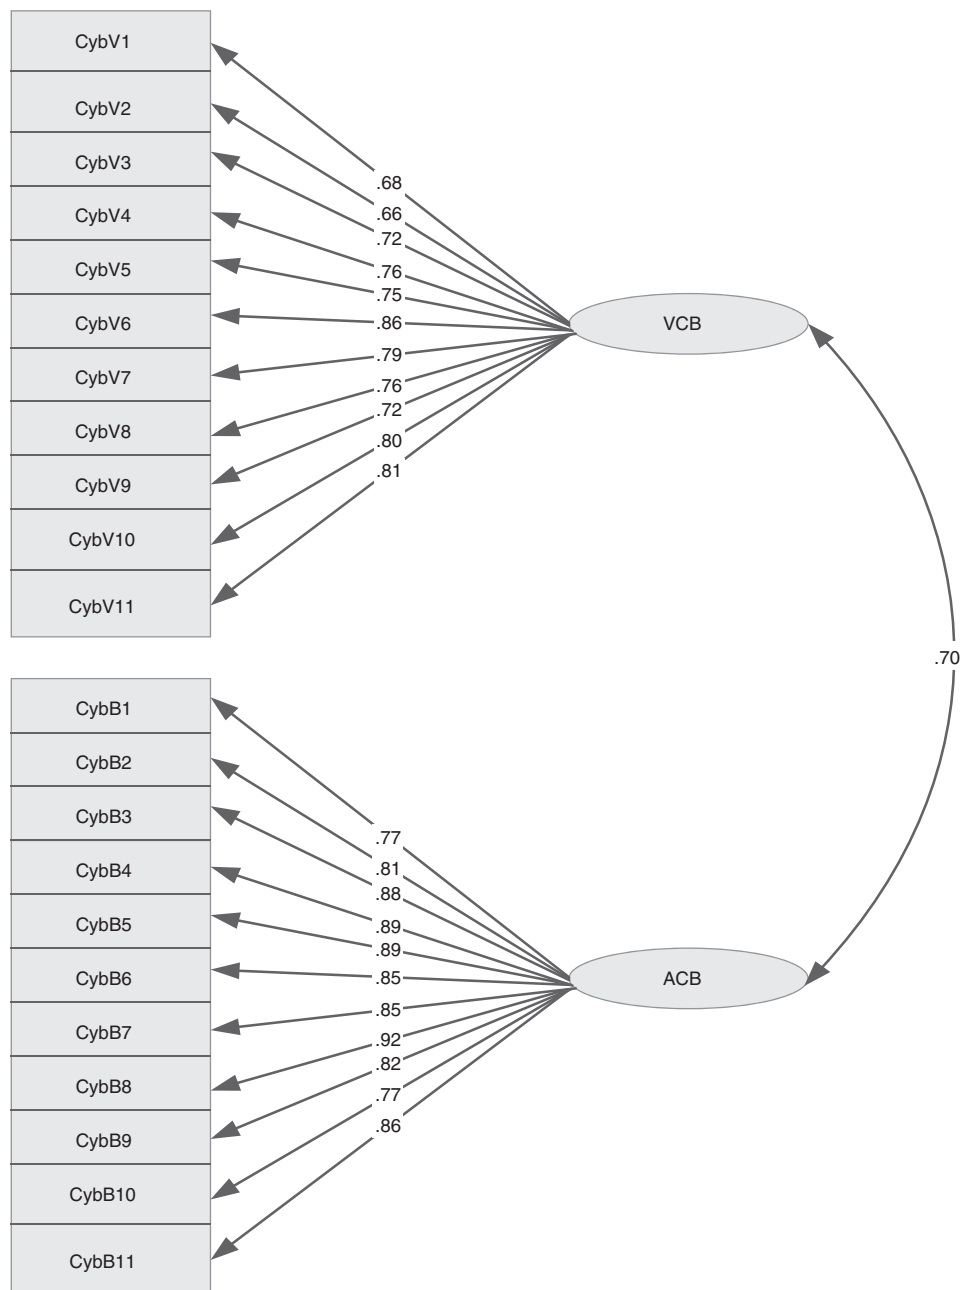 CybV1
CybV2
CybV3
CybV4
CybV5
CybV6
CybV7
CybV8
CybV9
CybV10
CybV11
.68
.66
.72
.76
.75
.86
.79
.76
.72
.80
.81
VCB
.70
CybB1
CybB2
CybB3
CybB4
CybB5
CybB6
CybB7
CybB8
CybB9
CybB10
CybB11
.77
.81
.88
.89
.89
.85
.85
.92
.82
.77
.86
ACB